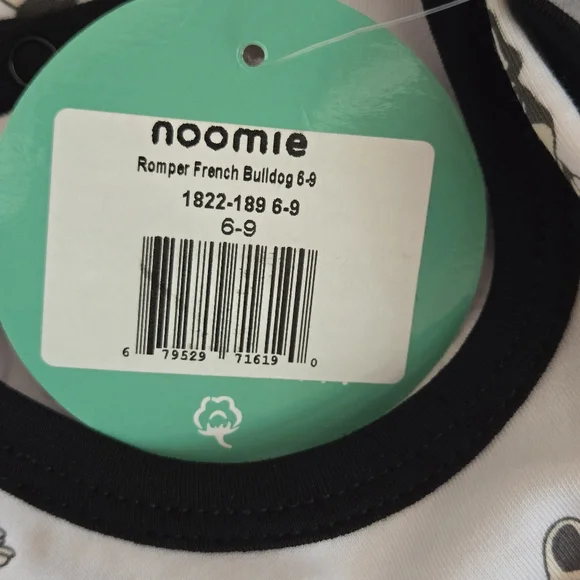 noomie
Romper French Bulldog 6-9
1822-189 6-9
6-9
6 79529 71619 0